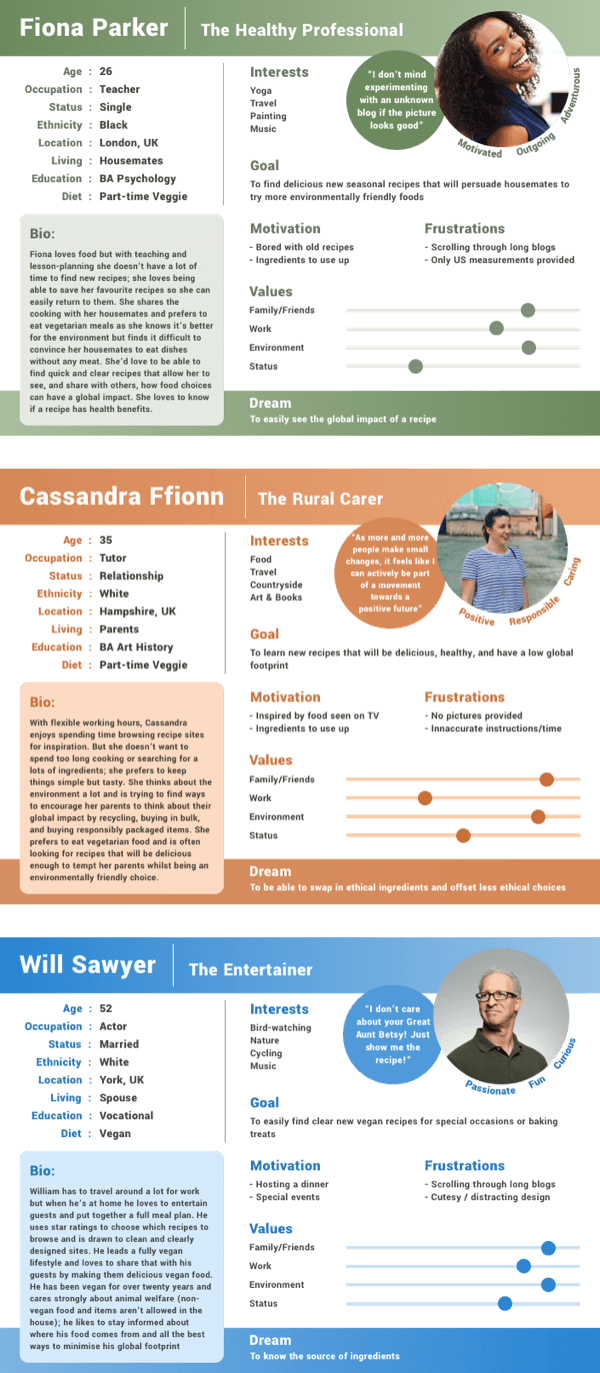 Fiona Parker
The Healthy Professional
Age : 26
Occupation : Teacher
Status : Single
Ethnicity : Black
Location : London, UK
Living : Housemates
Education : BA Psychology
Diet : Part-time Veggie
Interests
Yoga
Travel
Painting
Music
"I don't mind
experimenting
with an unknown
blog if the picture
looks good"
Motivated Outgoing Adventurous
Goal
To find delicious new seasonal recipes that will persuade housemates to
try more environmentally friendly foods
Bio:
Fiona loves food but with teaching and
lesson-planning she doesn't have a lot of
time to find new recipes; she loves being
able to save her favourite recipes so she can
easily return to them. She shares the
cooking with her housemates and prefers to
eat vegetarian meals as she knows it's better
for the environment but finds it difficult to
convince her housemates to eat dishes
without any meat. She'd love to be able to
find quick and clear recipes that allow her to
see, and share with others, how food choices
can have a global impact. She loves to know
if a recipe has health benefits.
Motivation
- Bored with old recipes
- Ingredients to use up
Frustrations
- Scrolling through long blogs
- Only US measurements provided
Values
Family/Friends
Work
Environment
Status
Dream
To easily see the global impact of a recipe
Cassandra Ffionn
The Rural Carer
Age : 35
Occupation : Tutor
Status : Relationship
Ethnicity : White
Location : Hampshire, UK
Living : Parents
Education : BA Art History
Diet : Part-time Veggie
Interests
Food
Travel
Countryside
Art & Books
"As more and more
people make small
changes, it feels like I
can actively be part
of a movement
towards a
positive future"
Positive Responsible Caring
Goal
To learn new recipes that will be delicious, healthy, and have a low global
footprint
Bio:
With flexible working hours, Cassandra
enjoys spending time browsing recipe sites
for inspiration. But she doesn't want to
spend too long cooking or searching for a
lots of ingredients; she prefers to keep
things simple but tasty. She thinks about the
environment a lot and is trying to find ways
to encourage her parents to think about their
global impact by recycling, buying in bulk,
and buying responsibly packaged items. She
prefers to eat vegetarian food and is often
looking for recipes that will be delicious
enough to tempt her parents whilst being an
environmentally friendly choice.
Motivation
- Inspired by food seen on TV
- Ingredients to use up
Frustrations
- No pictures provided
- Innaccurate instructions/time
Values
Family/Friends
Work
Environment
Status
Dream
To be able to swap in ethical ingredients and offset less ethical choices
Will Sawyer
The Entertainer
Age : 52
Occupation : Actor
Status : Married
Ethnicity : White
Location : York, UK
Living : Spouse
Education : Vocational
Diet : Vegan
Interests
Bird-watching
Nature
Cycling
Music
"I don't care
about your Great
Aunt Betsy! Just
show me the
recipe!"
Passionate Fun Curious
Goal
To easily find clear new vegan recipes for special occasions or baking
treats
Bio:
William has to travel around a lot for work
but when he's at home he loves to entertain
guests and put together a full meal plan. He
uses star ratings to choose which recipes to
browse and is drawn to clean and clearly
designed sites. He leads a fully vegan
lifestyle and loves to share that with his
guests by making them delicious vegan food.
He has been vegan for over twenty years and
cares strongly about animal welfare (non-
vegan food and items aren't allowed in the
house); he likes to stay informed about
where his food comes from and all the best
ways to minimise his global footprint
Motivation
- Hosting a dinner
- Special events
Frustrations
- Scrolling through long blogs
- Cutesy / distracting design
Values
Family/Friends
Work
Environment
Status
Dream
To know the source of ingredients